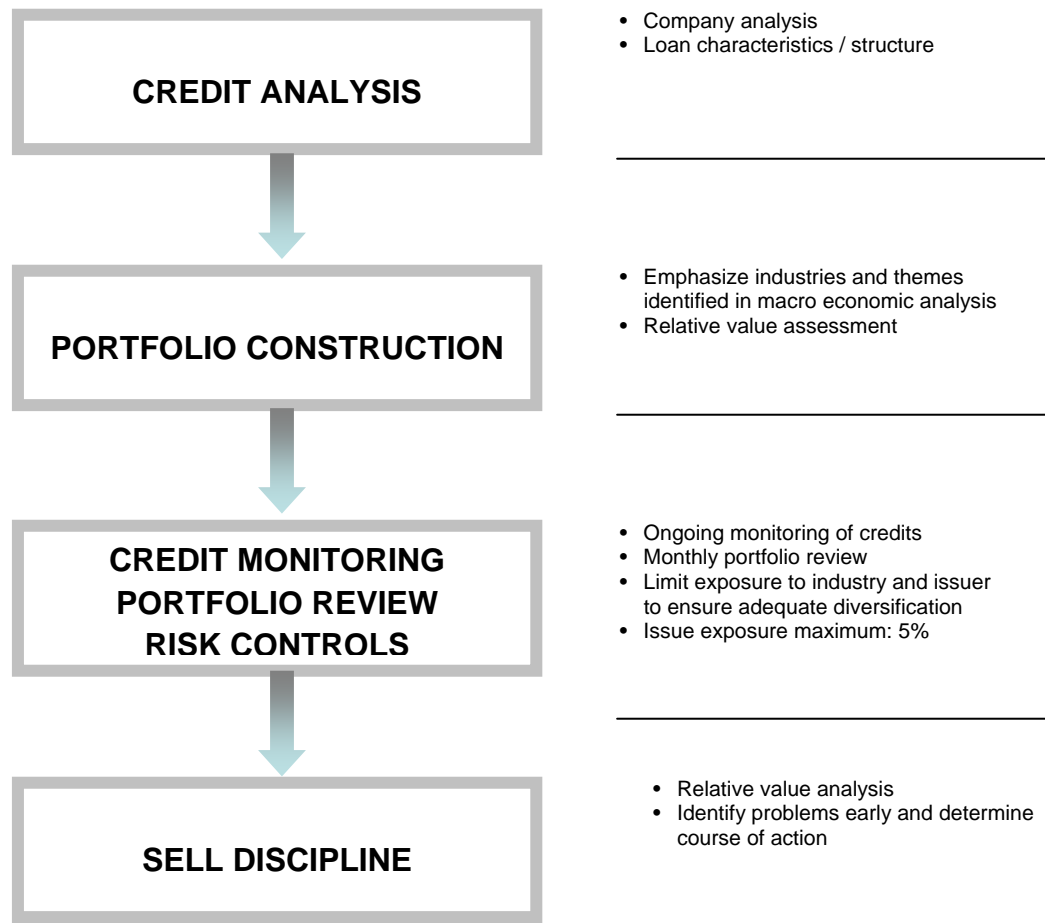 CREDIT ANALYSIS
• Company analysis
• Loan characteristics / structure
PORTFOLIO CONSTRUCTION
• Emphasize industries and themes
identified in macro economic analysis
• Relative value assessment
CREDIT MONITORING
PORTFOLIO REVIEW
RISK CONTROLS
• Ongoing monitoring of credits
• Monthly portfolio review
• Limit exposure to industry and issuer
to ensure adequate diversification
• Issue exposure maximum: 5%
SELL DISCIPLINE
• Relative value analysis
• Identify problems early and determine
course of action